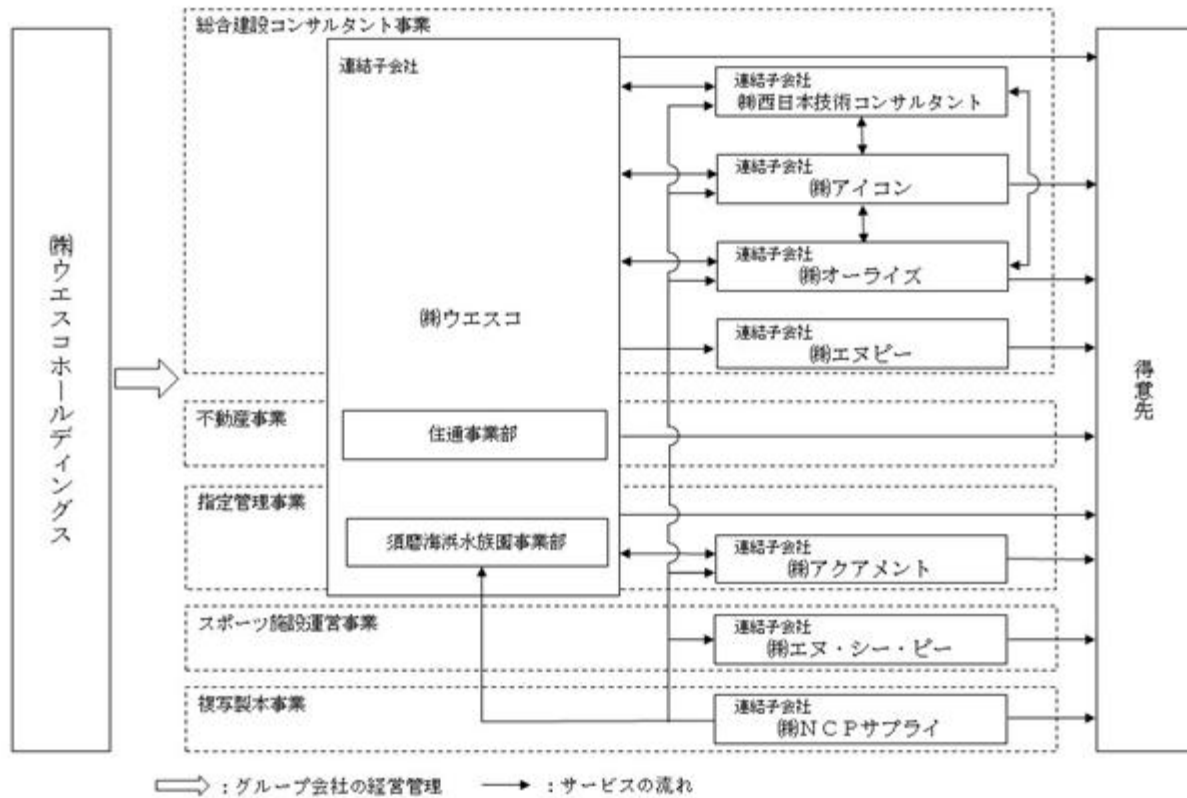 総合建設コンサルタント事業
連結子会社
㈱ウエスコ
連結子会社
㈱西日本技術コンサルタント
連結子会社
㈱アイコン
連結子会社
㈱オーライズ
連結子会社
㈱エヌピー
不動産事業
住通事業部
指定管理事業
須磨海浜水族園事業部
連結子会社
㈱アクアメント
スポーツ施設運営事業
連結子会社
㈱エヌ・シー・ピー
複写製本事業
連結子会社
㈱NCPサプライ
㈱ウエスコホールディングス
得意先
：グループ会社の経営管理
：サービスの流れ